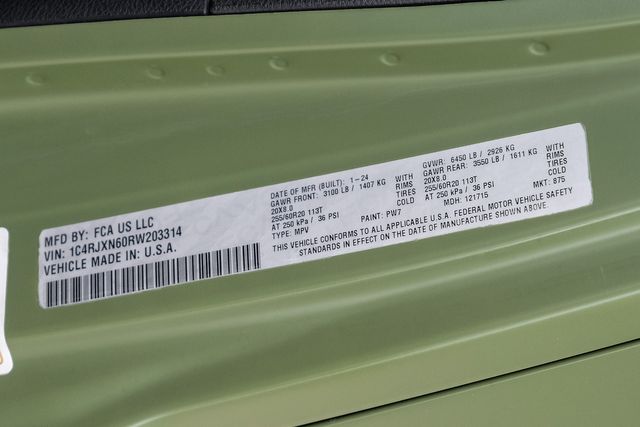 MFD BY: FCA US LLC
VIN: 1C4RJXN60RW203314
VEHICLE MADE IN: U.S.A.
DATE OF MFR (BUILT): 1-24
GAWR FRONT: 3100 LB / 1407 KG WITH
20X8.0 RIMS
255/60R20 113T TIRES
AT 250 kPa / 36 PSI COLD
TYPE: MPV PAINT: PW7
GVWR: 6450 LB / 2926 KG
GAWR REAR: 3550 LB / 1611 KG WITH
20X8.0 RIMS
255/60R20 113T TIRES
AT 250 kPa / 36 PSI COLD
MDH: 121715 MKT: 875
THIS VEHICLE CONFORMS TO ALL APPLICABLE U.S.A. FEDERAL MOTOR VEHICLE SAFETY
STANDARDS IN EFFECT ON THE DATE OF MANUFACTURE SHOWN ABOVE.